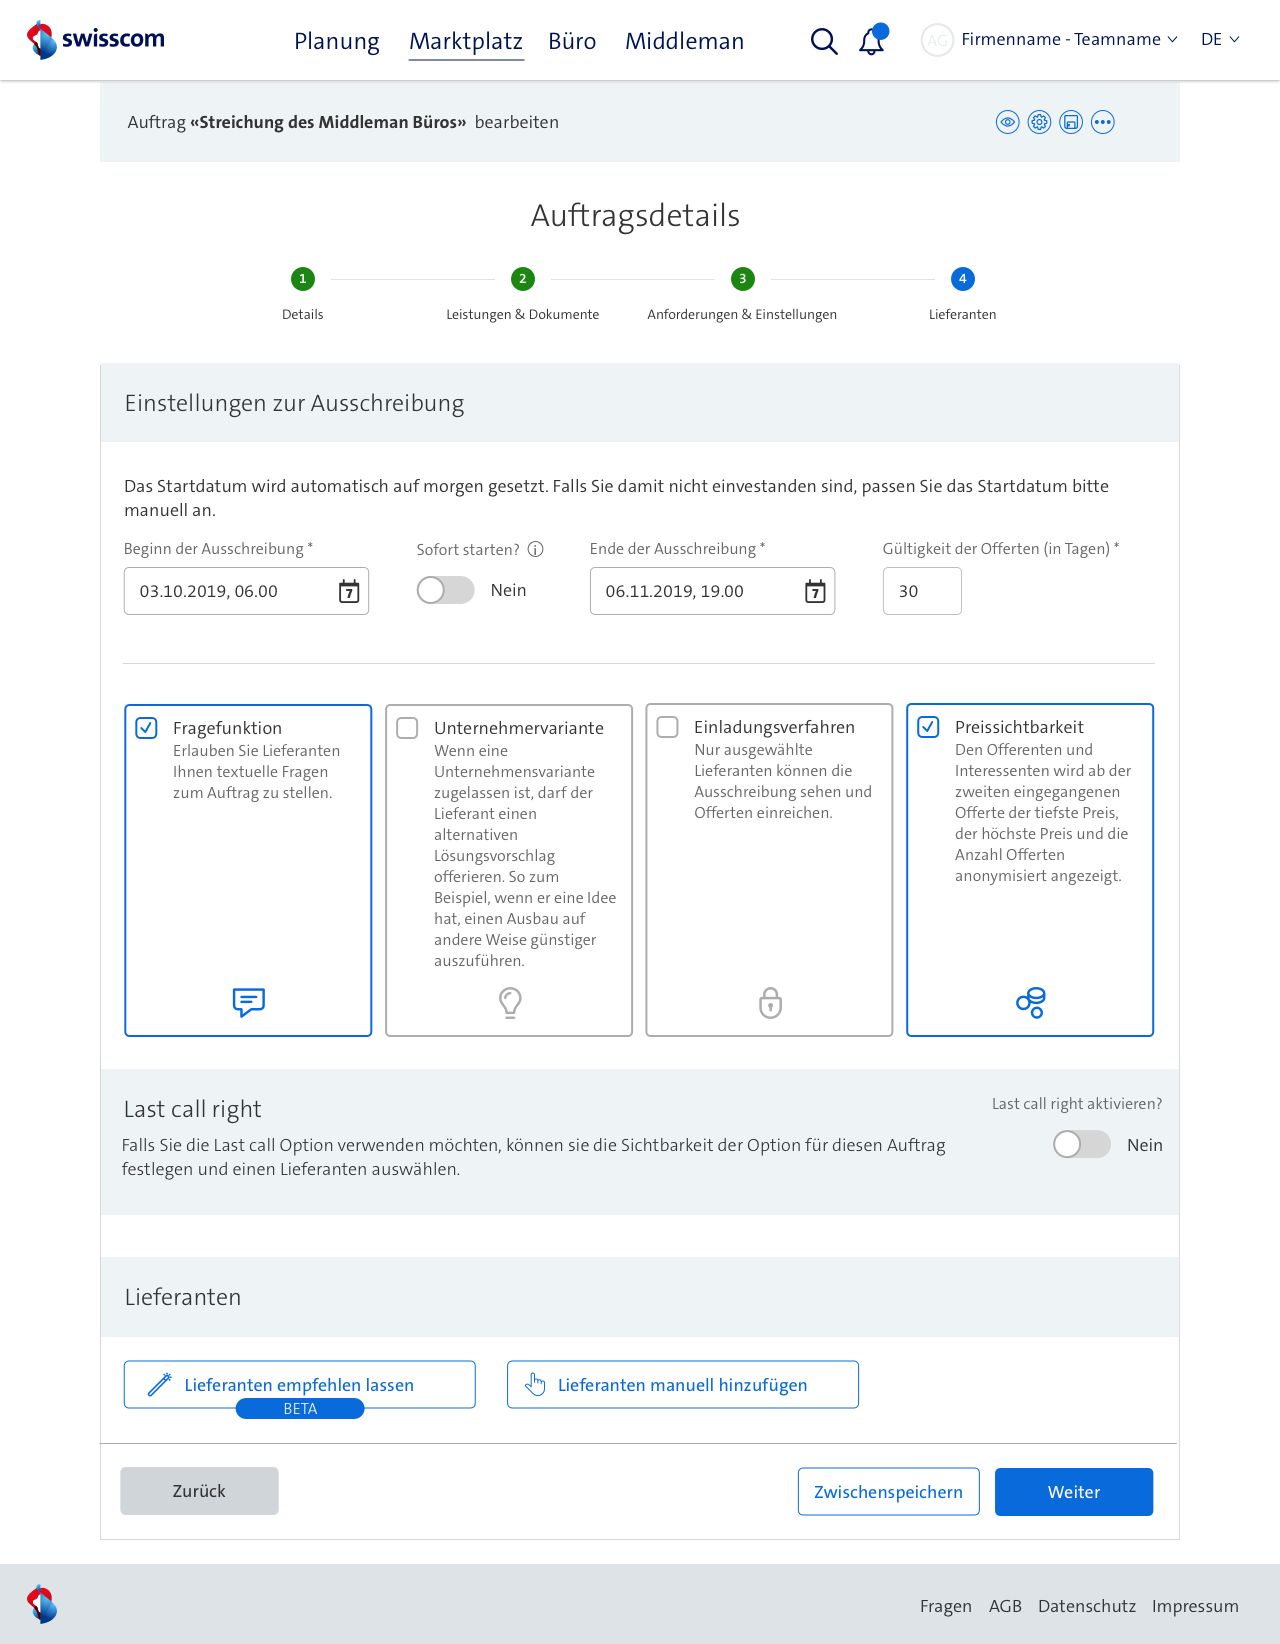 swisscom
Planung Marktplatz Büro Middleman
AG Firmenname - Teamname DE
Auftrag «Streichung des Middleman Büros» bearbeiten
Auftragsdetails
1 2 3 4
Details Leistungen & Dokumente Anforderungen & Einstellungen Lieferanten
Einstellungen zur Ausschreibung
Das Startdatum wird automatisch auf morgen gesetzt. Falls Sie damit nicht einvestanden sind, passen Sie das Startdatum bitte
manuell an.
Beginn der Ausschreibung * Sofort starten? Ende der Ausschreibung * Gültigkeit der Offerten (in Tagen) *
03.10.2019, 06.00 7 Nein 06.11.2019, 19.00 7 30
Fragefunktion
Erlauben Sie Lieferanten
Ihnen textuelle Fragen
zum Auftrag zu stellen.
Unternehmervariante
Wenn eine
Unternehmensvariante
zugelassen ist, darf der
Lieferant einen
alternativen
Lösungsvorschlag
offerieren. So zum
Beispiel, wenn er eine Idee
hat, einen Ausbau auf
andere Weise günstiger
auszuführen.
Einladungsverfahren
Nur ausgewählte
Lieferanten können die
Ausschreibung sehen und
Offerten einreichen.
Preissichtbarkeit
Den Offerenten und
Interessenten wird ab der
zweiten eingegangenen
Offerte der tiefste Preis,
der höchste Preis und die
Anzahl Offerten
anonymisiert angezeigt.
Last call right
Last call right aktivieren?
Falls Sie die Last call Option verwenden möchten, können sie die Sichtbarkeit der Option für diesen Auftrag
festlegen und einen Lieferanten auswählen.
Nein
Lieferanten
Lieferanten empfehlen lassen
BETA
Lieferanten manuell hinzufügen
Zurück Zwischenspeichern Weiter
Fragen AGB Datenschutz Impressum